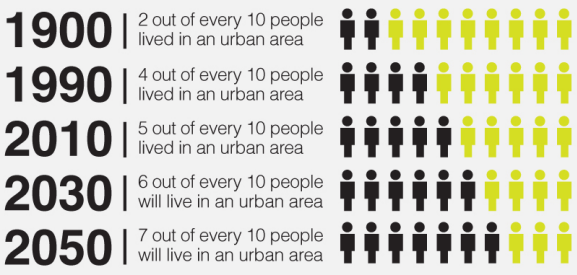 1900 | 2 out of every 10 people
lived in an urban area
1990 | 4 out of every 10 people
lived in an urban area
2010 | 5 out of every 10 people
lived in an urban area
2030 | 6 out of every 10 people
will live in an urban area
2050 | 7 out of every 10 people
will live in an urban area